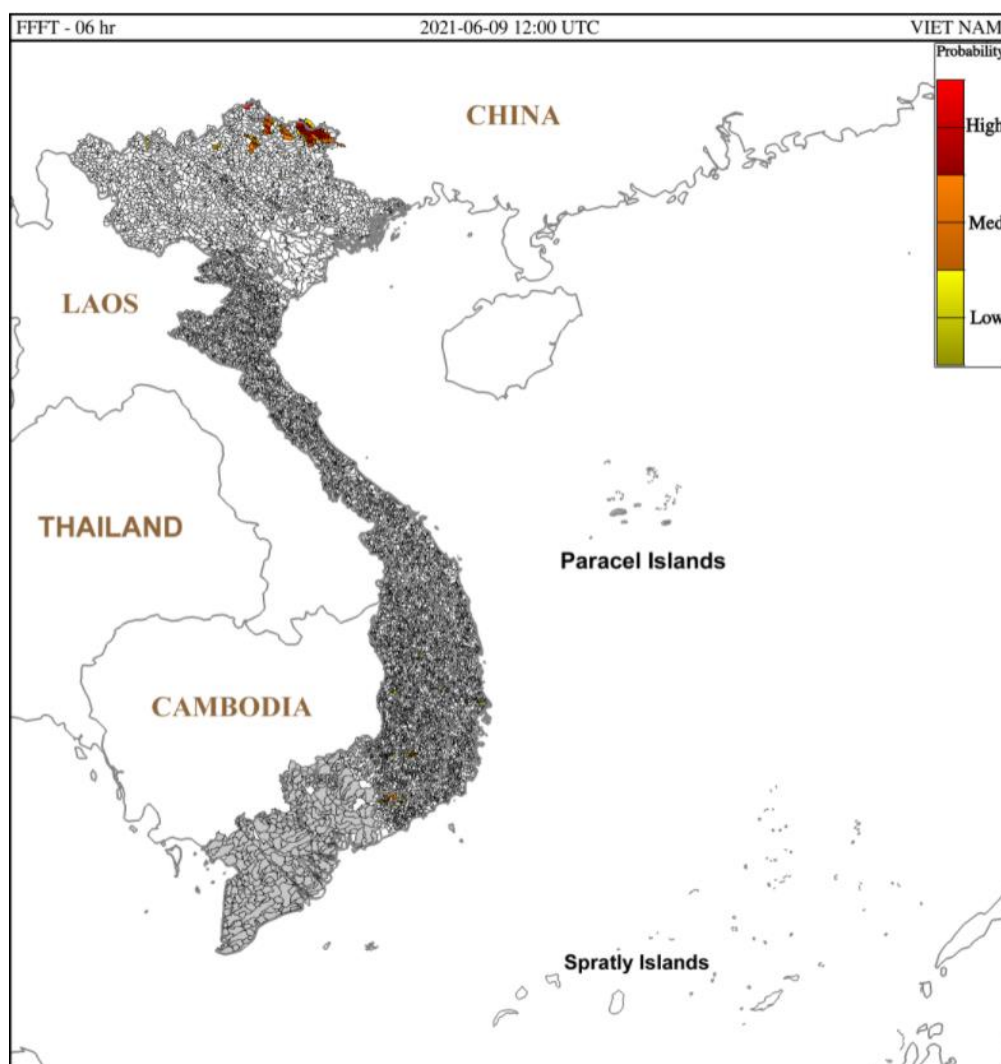 FFFT - 06 hr 2021-06-09 12:00 UTC VIET NAM
Probability
CHINA
High
Med
LAOS
Low
THAILAND
Paracel Islands
CAMBODIA
Spratly Islands